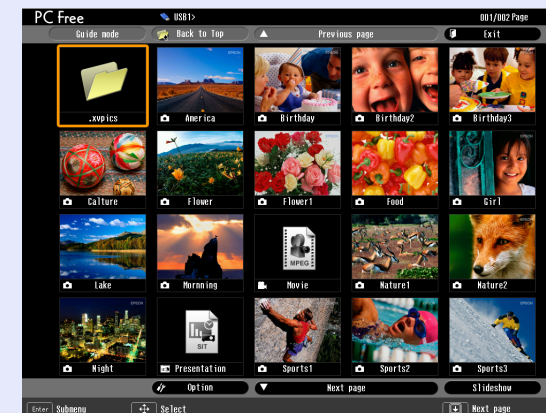 PC Free USB1> 001/002 Page
Guide mode Back to Top Previous page Exit
.xvpics America Birthday Birthday2 Birthday3
EPSON
Calture Flower Flower1 Food Girl
Lake Mornning Movie Nature1 Nature2
MPEG
Night Presentation Sports1 Sports2 Sports3
SIT
Option Next page Slideshow
Enter Submenu Select Next page